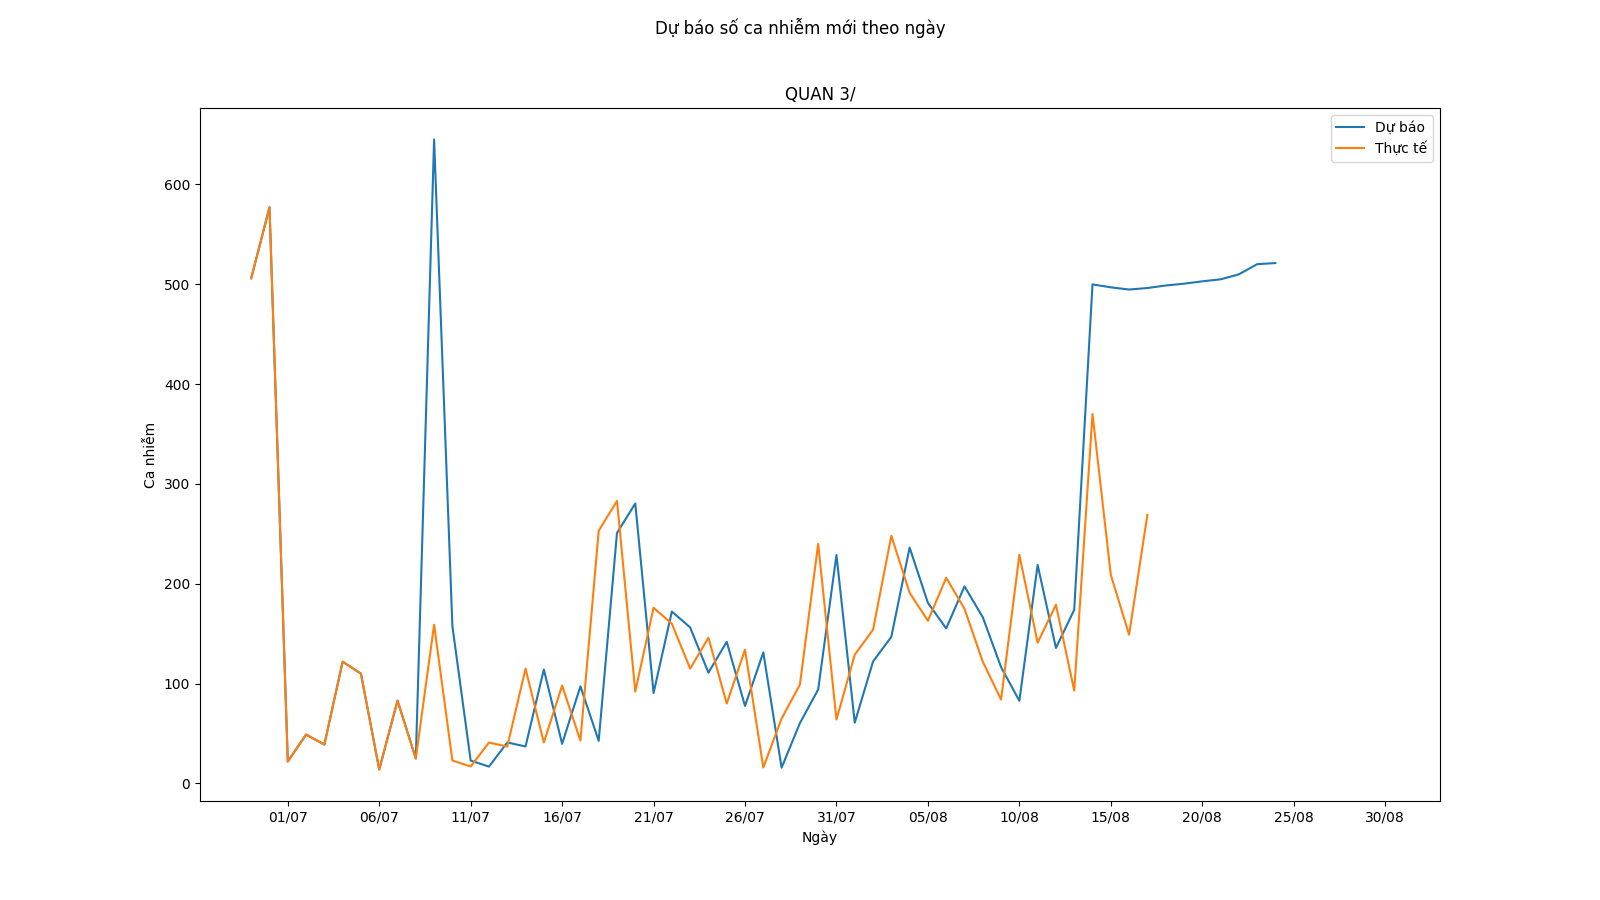 Dự báo số ca nhiễm mới theo ngày
QUAN 3/
Dự báo
Thực tế
Ca nhiễm
600
500
400
300
200
100
0
01/07 06/07 11/07 16/07 21/07 26/07 31/07 05/08 10/08 15/08 20/08 25/08 30/08
Ngày